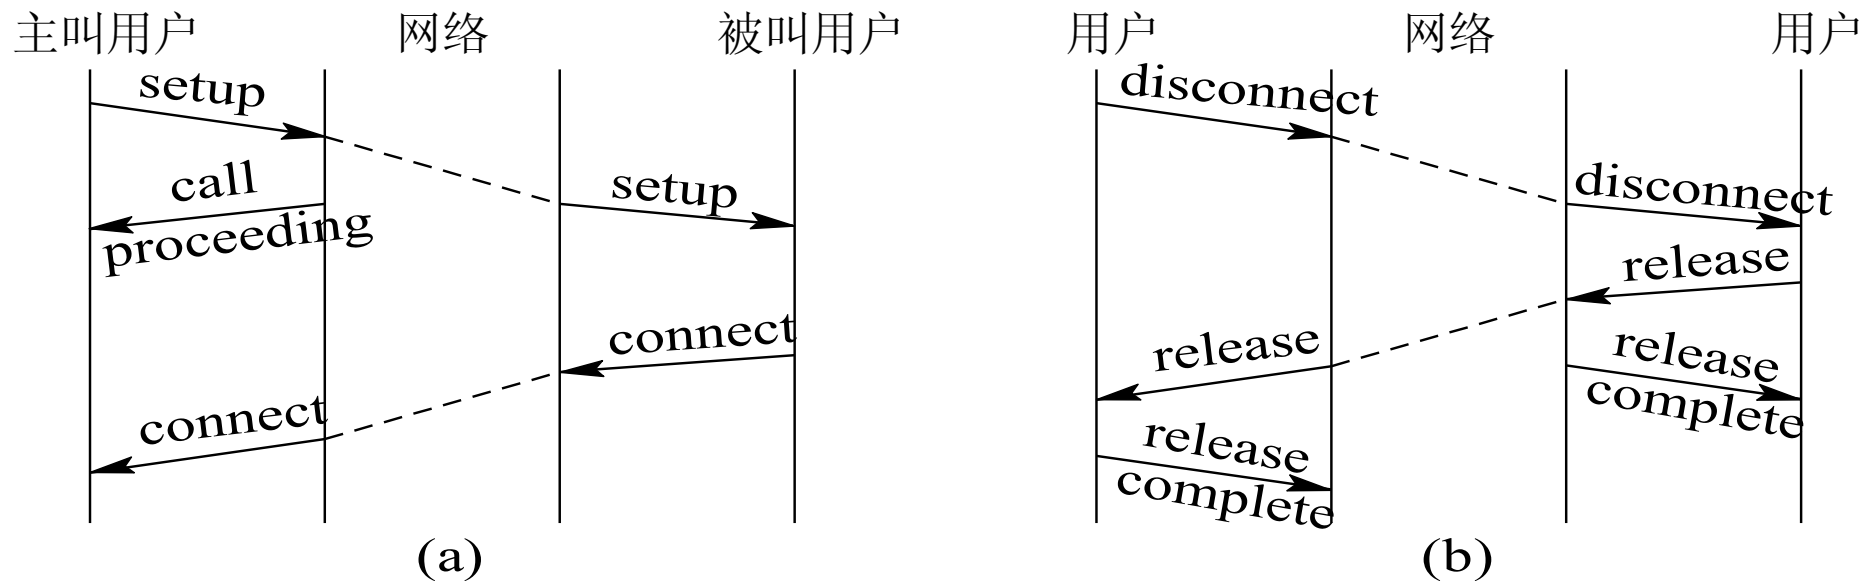 主叫用户 网络 被叫用户
setup
call
proceeding
setup
connect
connect
(a)
用户 网络 用户
disconnect
disconnect
release
release
release
complete
release
complete
(b)